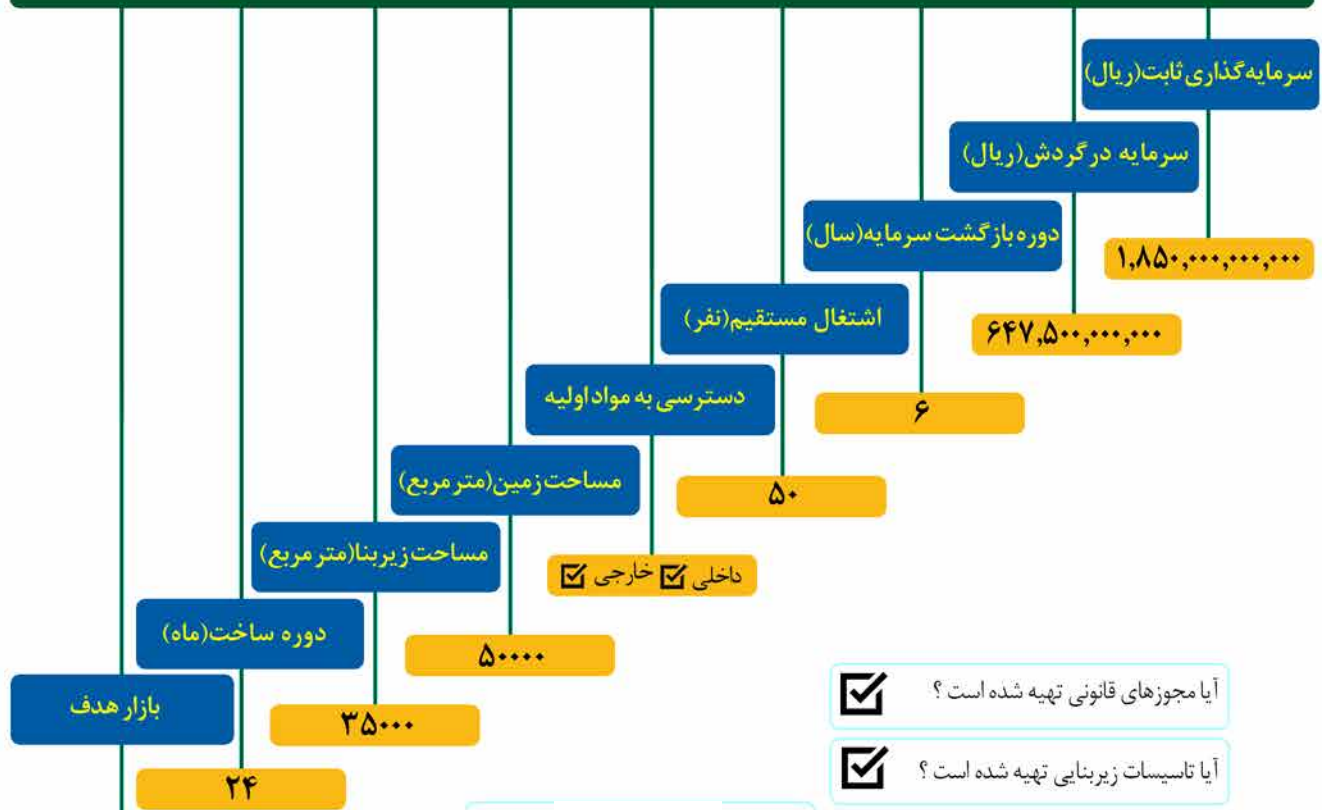 سرمایه‌گذاری ثابت(ریال)
۱,۸۵۰,۰۰۰,۰۰۰,۰۰۰
سرمایه در گردش(ریال)
۶۴۷,۵۰۰,۰۰۰,۰۰۰
دوره بازگشت سرمایه(سال)
۶
اشتغال مستقیم(نفر)
۵۰
دسترسی به مواد اولیه
داخلی ☑ خارجی ☑
مساحت زمین(متر مربع)
۵۰۰۰۰
مساحت زیربنا(متر مربع)
۳۵۰۰۰
دوره ساخت(ماه)
۲۴
بازار هدف
آیا مجوزهای قانونی تهیه شده است ؟ ☑
آیا تاسیسات زیربنایی تهیه شده است ؟ ☑